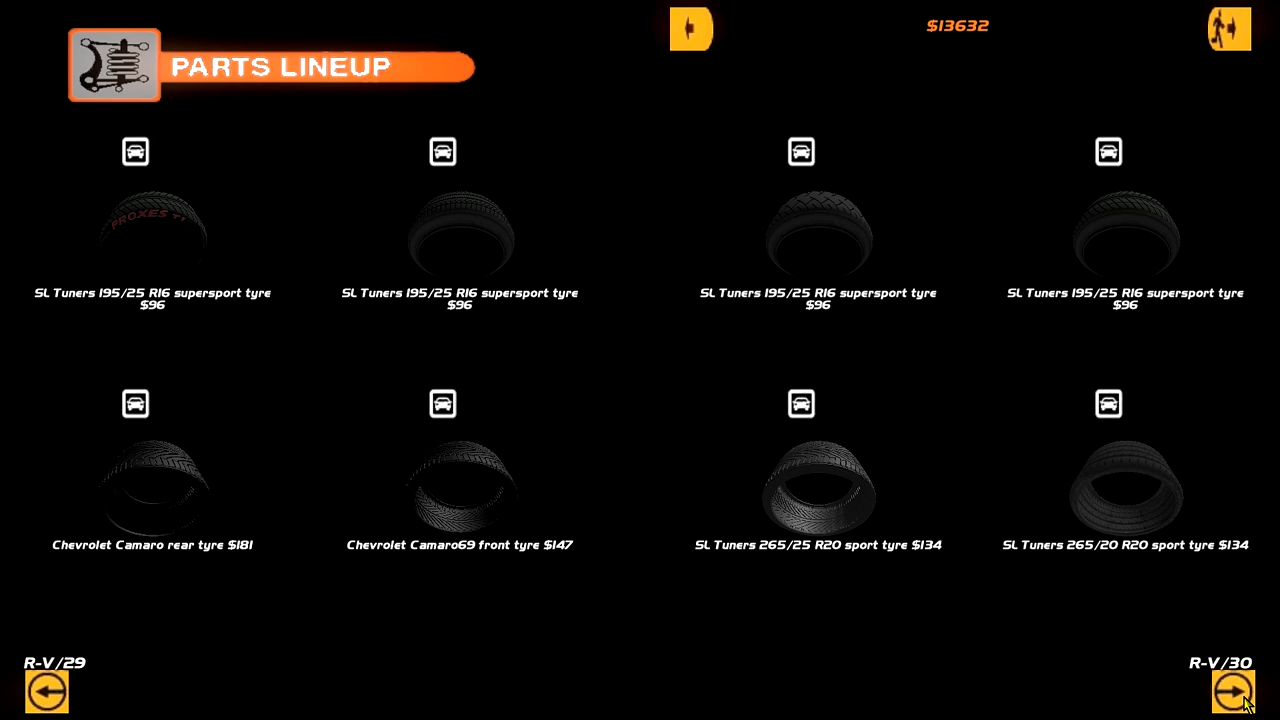 $13632
PARTS LINEUP
PROXES T1
SL Tuners 195/25 R16 supersport tyre
$96
SL Tuners 195/25 R16 supersport tyre
$96
SL Tuners 195/25 R16 supersport tyre
$96
SL Tuners 195/25 R16 supersport tyre
$96
Chevrolet Camaro rear tyre $181
Chevrolet Camaro69 front tyre $147
SL Tuners 265/25 R20 sport tyre $134
SL Tuners 265/20 R20 sport tyre $134
R-V/29
R-V/30